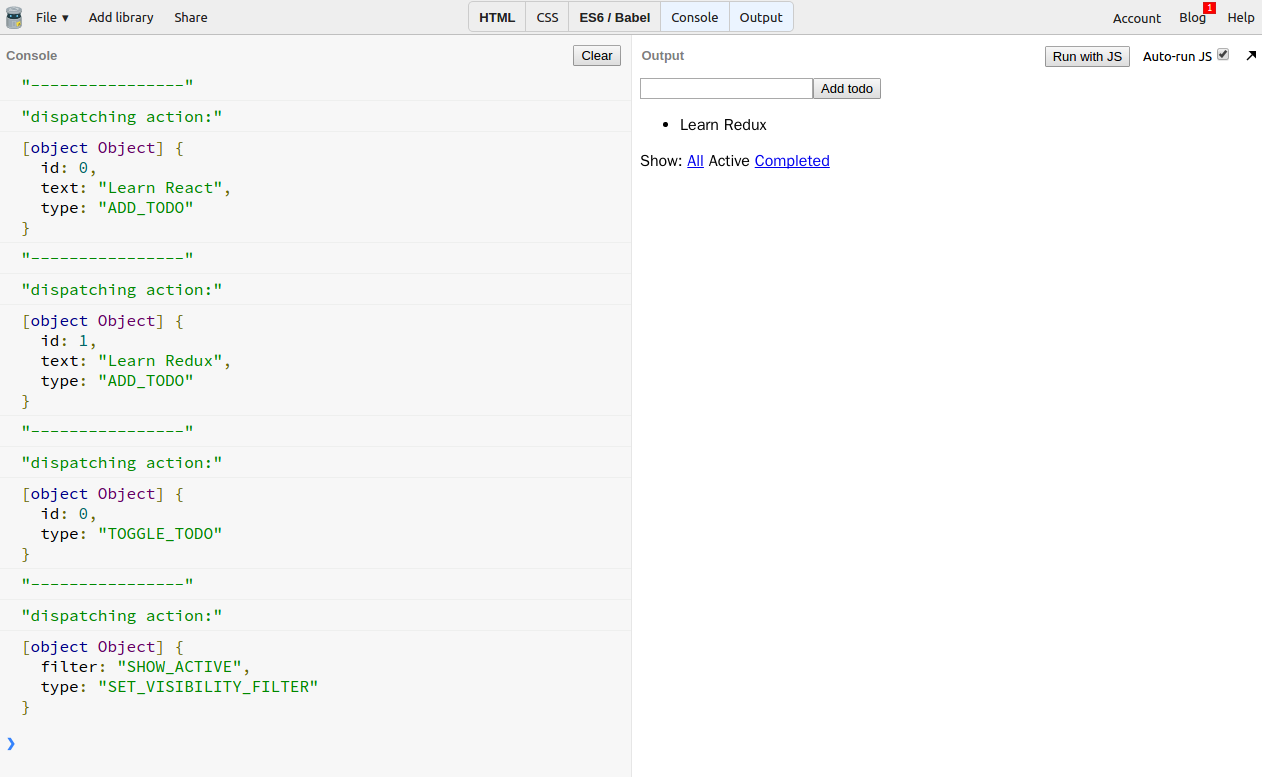 File ▾ Add library Share HTML CSS ES6 / Babel Console Output Account Blog 1 Help
Console Clear
"----------------"
"dispatching action:"
[object Object] {
  id: 0,
  text: "Learn React",
  type: "ADD_TODO"
}
"----------------"
"dispatching action:"
[object Object] {
  id: 1,
  text: "Learn Redux",
  type: "ADD_TODO"
}
"----------------"
"dispatching action:"
[object Object] {
  id: 0,
  type: "TOGGLE_TODO"
}
"----------------"
"dispatching action:"
[object Object] {
  filter: "SHOW_ACTIVE",
  type: "SET_VISIBILITY_FILTER"
}
❯
Output Run with JS Auto-run JS
Add todo
• Learn Redux
Show: All Active Completed